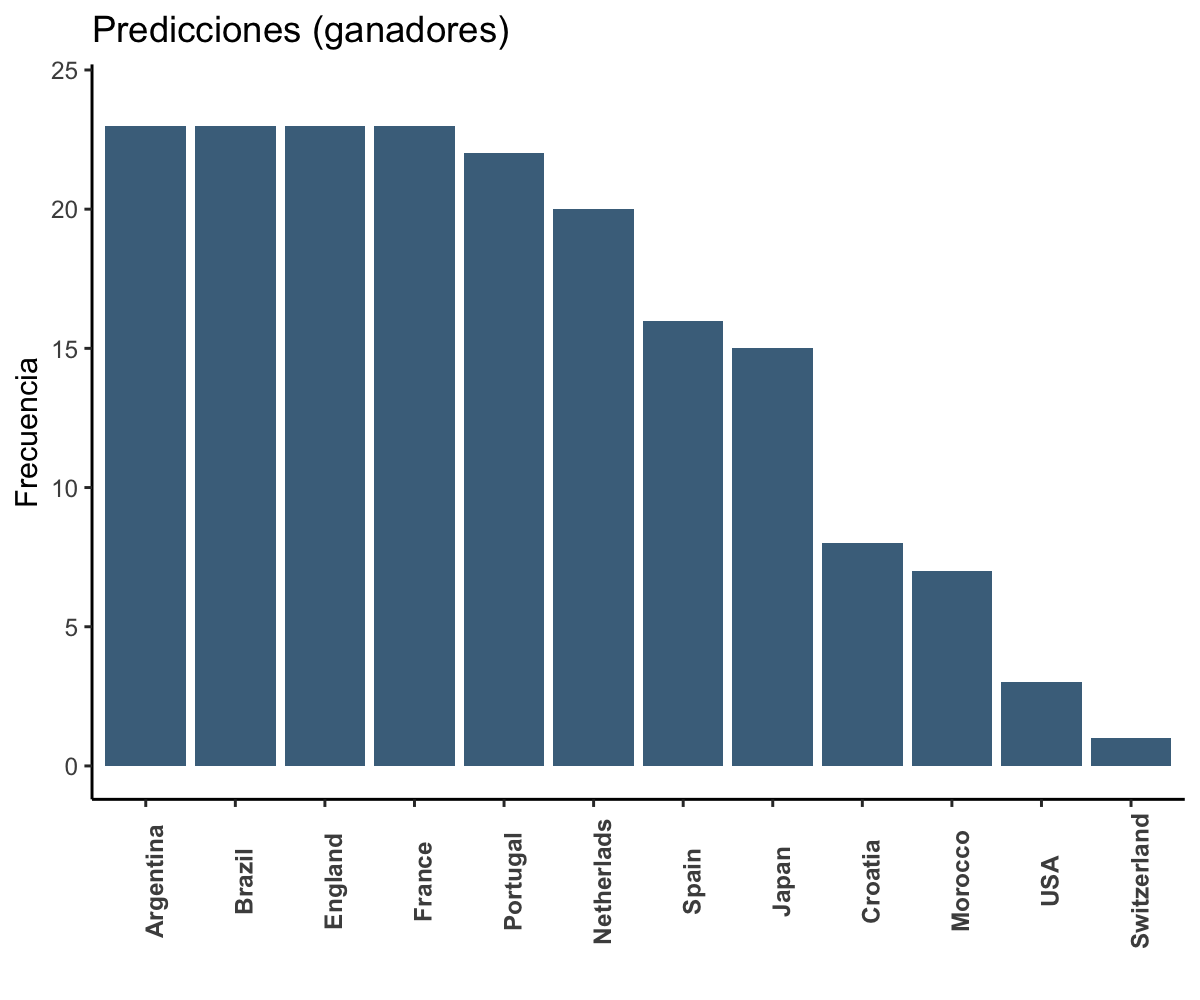 Predicciones (ganadores)
Frecuencia
25
20
15
10
5
0
Argentina
Brazil
England
France
Portugal
Netherlads
Spain
Japan
Croatia
Morocco
USA
Switzerland